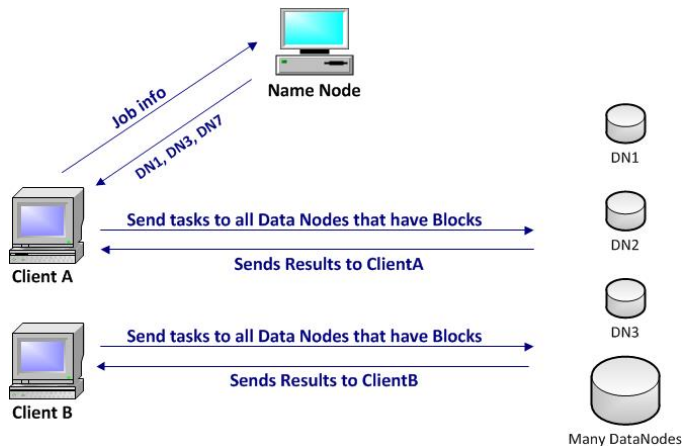 Name Node
Job info
DN1, DN3, DN7
DN1
Send tasks to all Data Nodes that have Blocks
DN2
Sends Results to ClientA
Client A
DN3
Send tasks to all Data Nodes that have Blocks
Sends Results to ClientB
Client B
Many DataNodes